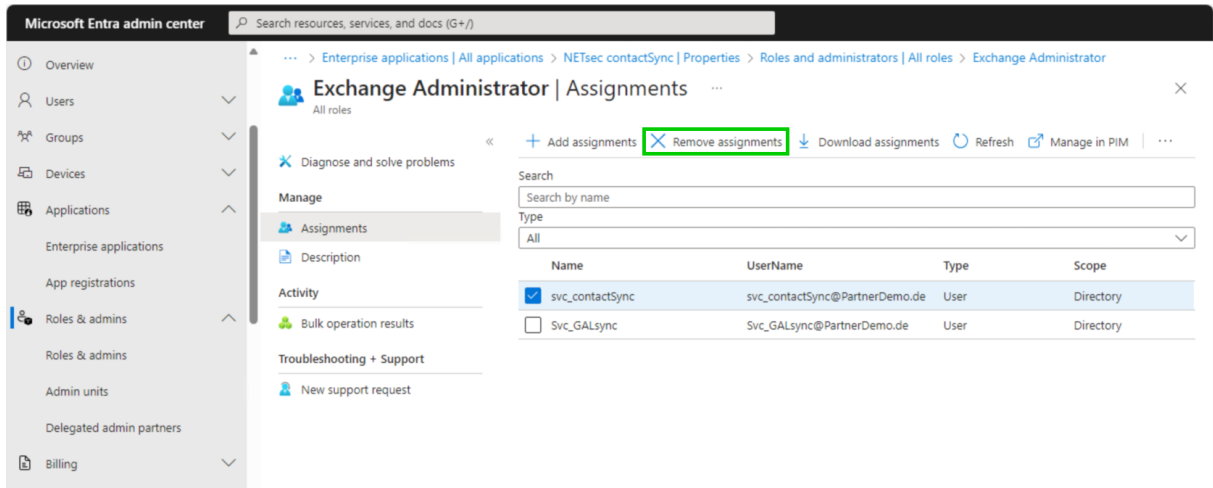 Microsoft Entra admin center
Search resources, services, and docs (G+/)
Overview
Users
Groups
Devices
Applications
Enterprise applications
App registrations
Roles & admins
Roles & admins
Admin units
Delegated admin partners
Billing
... > Enterprise applications | All applications > NETsec contactSync | Properties > Roles and administrators | All roles > Exchange Administrator
Exchange Administrator | Assignments ...
All roles
«
Diagnose and solve problems
Manage
Assignments
Description
Activity
Bulk operation results
Troubleshooting + Support
New support request
Add assignments Remove assignments Download assignments Refresh Manage in PIM ...
Search
Search by name
Type
All
Name UserName Type Scope
svc_contactSync svc_contactSync@PartnerDemo.de User Directory
Svc_GALsync Svc_GALsync@PartnerDemo.de User Directory